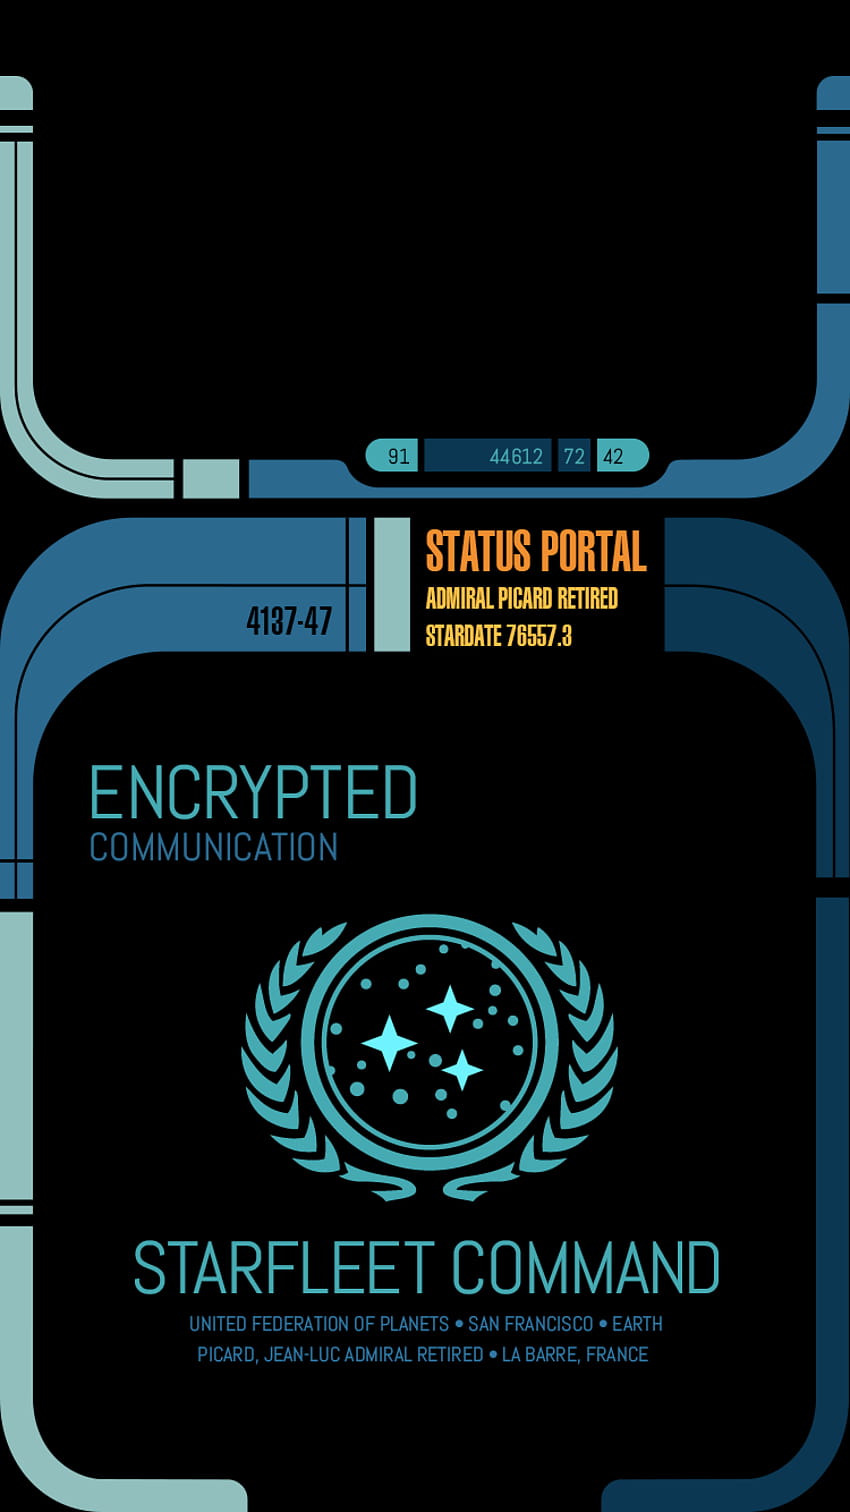 91 44612 72 42
STATUS PORTAL
ADMIRAL PICARD RETIRED
4137-47
STARDATE 76557.3
ENCRYPTED
COMMUNICATION
STARFLEET COMMAND
UNITED FEDERATION OF PLANETS • SAN FRANCISCO • EARTH
PICARD, JEAN-LUC ADMIRAL RETIRED • LA BARRE, FRANCE